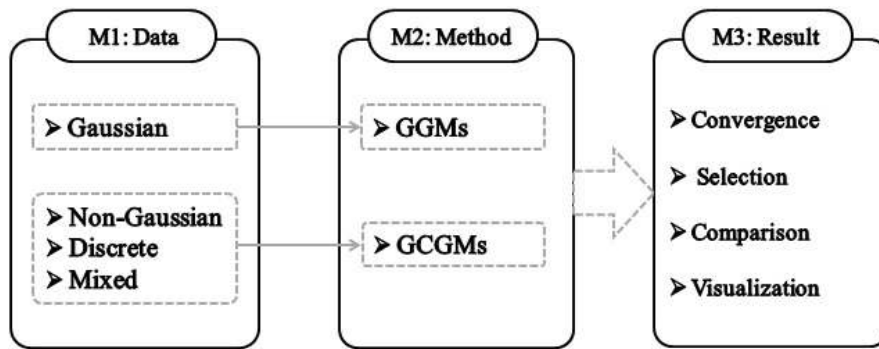 M1: Data
➢ Gaussian
➢ Non-Gaussian
➢ Discrete
➢ Mixed
M2: Method
➢ GGMs
➢ GCGMs
M3: Result
➢ Convergence
➢ Selection
➢ Comparison
➢ Visualization